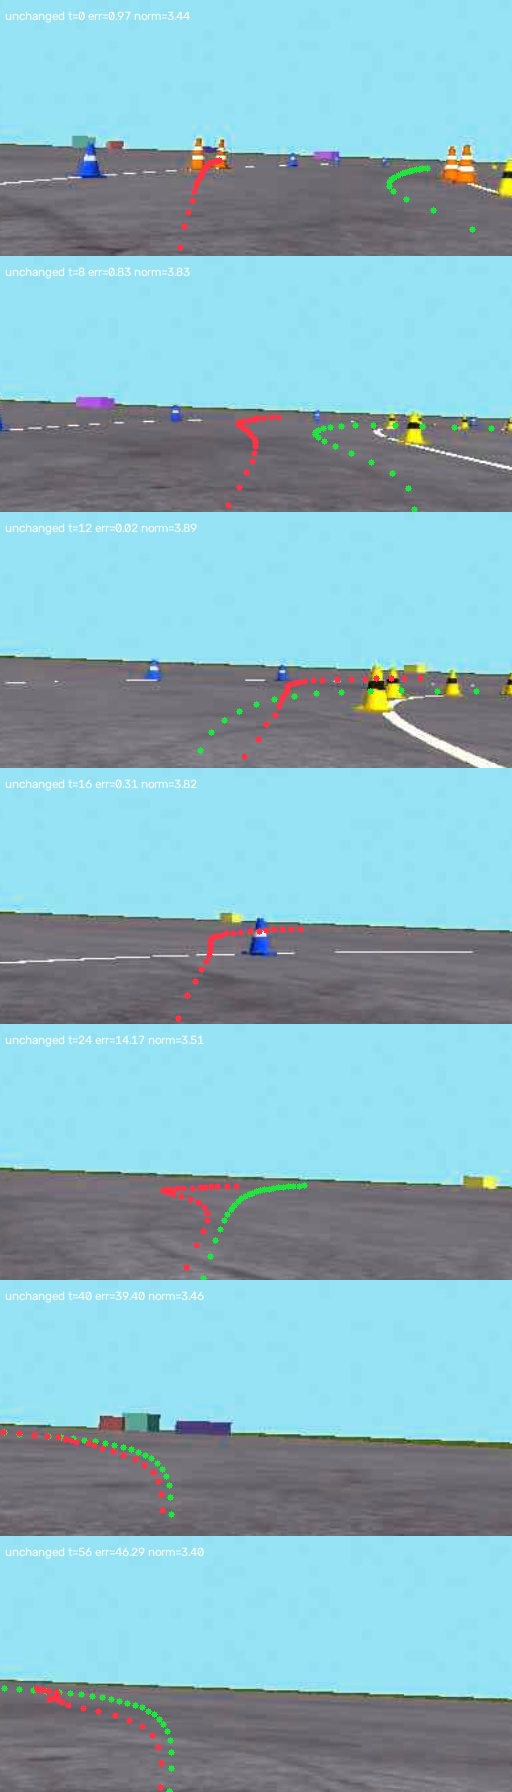 unchanged t=0 err=0.97 norm=3.44
unchanged t=8 err=0.83 norm=3.83
unchanged t=12 err=0.02 norm=3.89
unchanged t=16 err=0.31 norm=3.82
unchanged t=24 err=14.17 norm=3.51
unchanged t=40 err=39.40 norm=3.46
unchanged t=56 err=46.29 norm=3.40